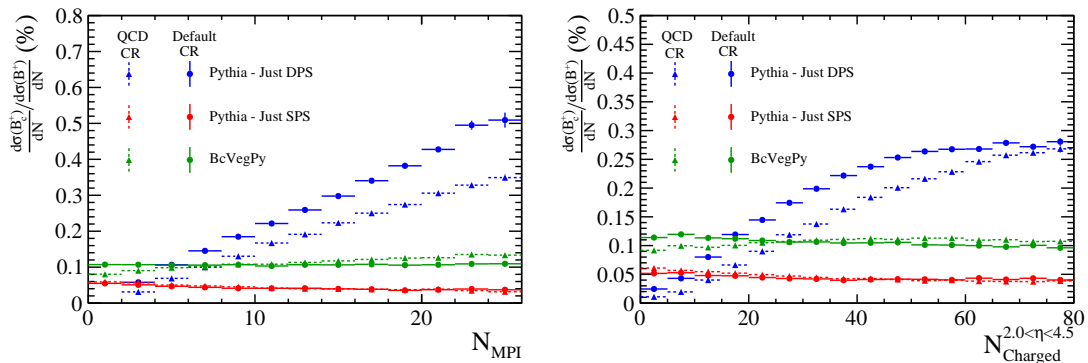 dσ(B_c^+)/dN / dσ(B^+)/dN (%)
0.8
0.7
0.6
0.5
0.4
0.3
0.2
0.1
0
0
10
20
N_MPI
QCD CR
Default CR
Pythia - Just DPS
Pythia - Just SPS
BcVegPy
dσ(B_c^+)/dN / dσ(B^+)/dN (%)
0.5
0.45
0.4
0.35
0.3
0.25
0.2
0.15
0.1
0.05
0
0
20
40
60
80
N_Charged^2.0<η<4.5
QCD CR
Default CR
Pythia - Just DPS
Pythia - Just SPS
BcVegPy